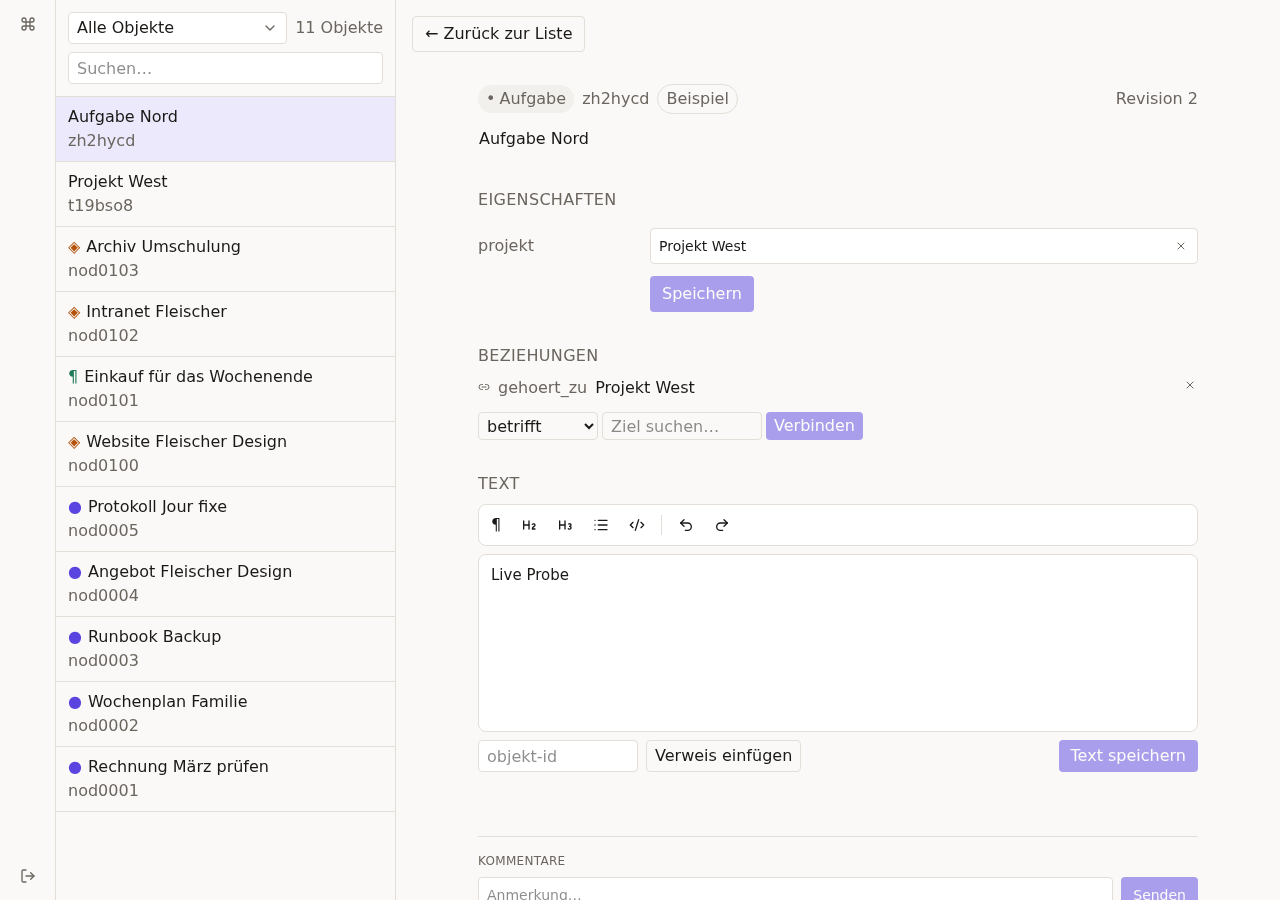 ⌘
Alle Objekte 11 Objekte
Suchen…
Aufgabe Nord
zh2hycd
Projekt West
t19bso8
◈ Archiv Umschulung
nod0103
◈ Intranet Fleischer
nod0102
¶ Einkauf für das Wochenende
nod0101
◈ Website Fleischer Design
nod0100
● Protokoll Jour fixe
nod0005
● Angebot Fleischer Design
nod0004
● Runbook Backup
nod0003
● Wochenplan Familie
nod0002
● Rechnung März prüfen
nod0001
← Zurück zur Liste
• Aufgabe zh2hycd Beispiel Revision 2
Aufgabe Nord
EIGENSCHAFTEN
projekt Projekt West
Speichern
BEZIEHUNGEN
gehoert_zu Projekt West
betrifft Ziel suchen… Verbinden
TEXT
¶ H2 H3
Live Probe
objekt-id Verweis einfügen Text speichern
KOMMENTARE
Anmerkung… Senden